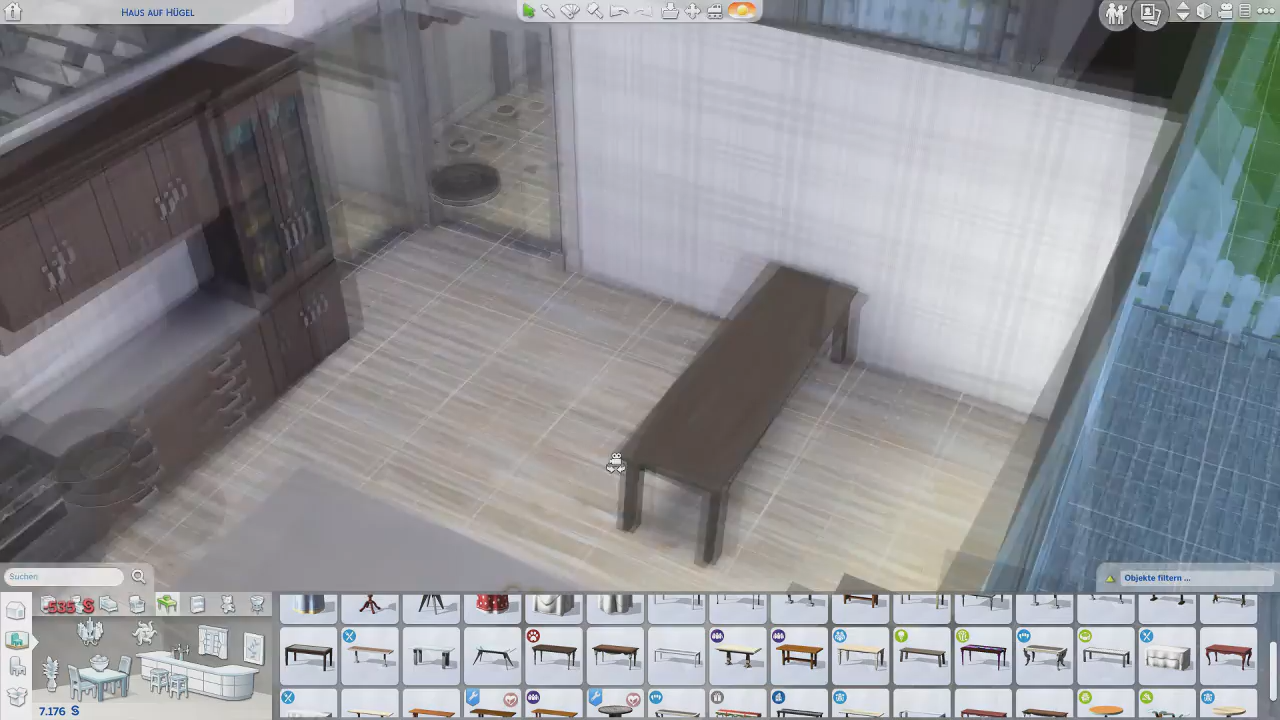 HAUS AUF HÜGEL
Suchen
-535 $
Objekte filtern ...
7.176 $